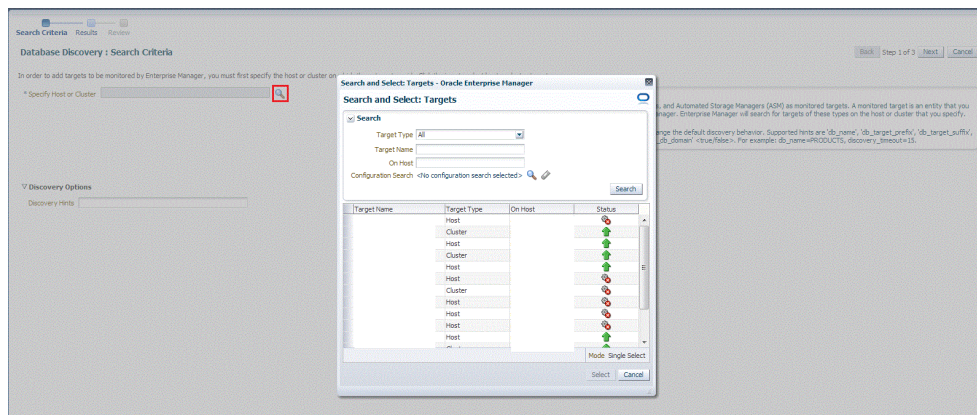 Search Criteria Results Review
Database Discovery : Search Criteria
Back Step 1 of 3 Next Cancel
In order to add targets to be monitored by Enterprise Manager, you must first specify the host or cluster on
* Specify Host or Cluster
s, and Automated Storage Managers (ASM) as monitored targets. A monitored target is an entity that you
anager. Enterprise Manager will search for targets of these types on the host or cluster that you specify.
ange the default discovery behavior. Supported hints are 'db_name', 'db_target_prefix', 'db_target_suffix',
_db_domain' <true/false>. For example: db_name=PRODUCTS, discovery_timeout=15.
Discovery Options
Discovery Hints
Search and Select: Targets - Oracle Enterprise Manager
Search and Select: Targets
Search
Target Type All
Target Name
On Host
Configuration Search <No configuration search selected>
Search
Target Name Target Type On Host Status
Host
Cluster
Host
Cluster
Host
Host
Cluster
Host
Host
Host
Host
Mode Single Select
Select Cancel